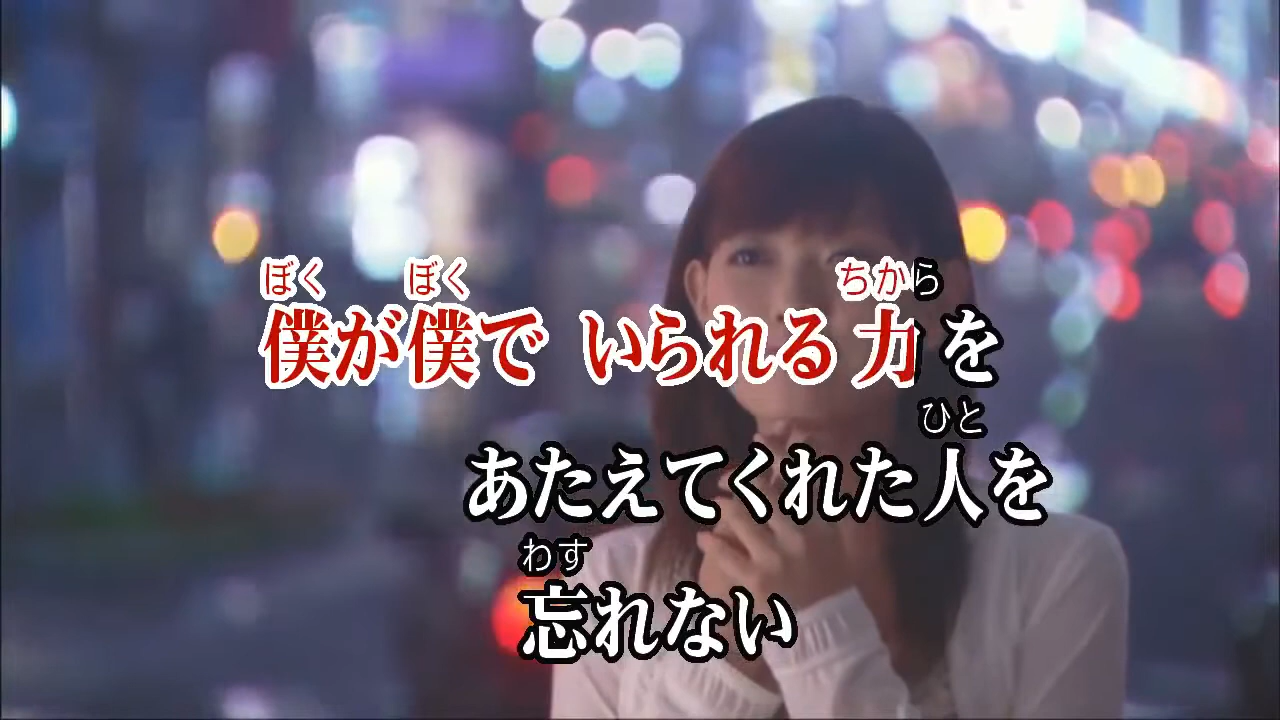 ぼく ぼく ちから
僕が僕で いられる 力を
ひと
あたえてくれた人を
わす
忘れない